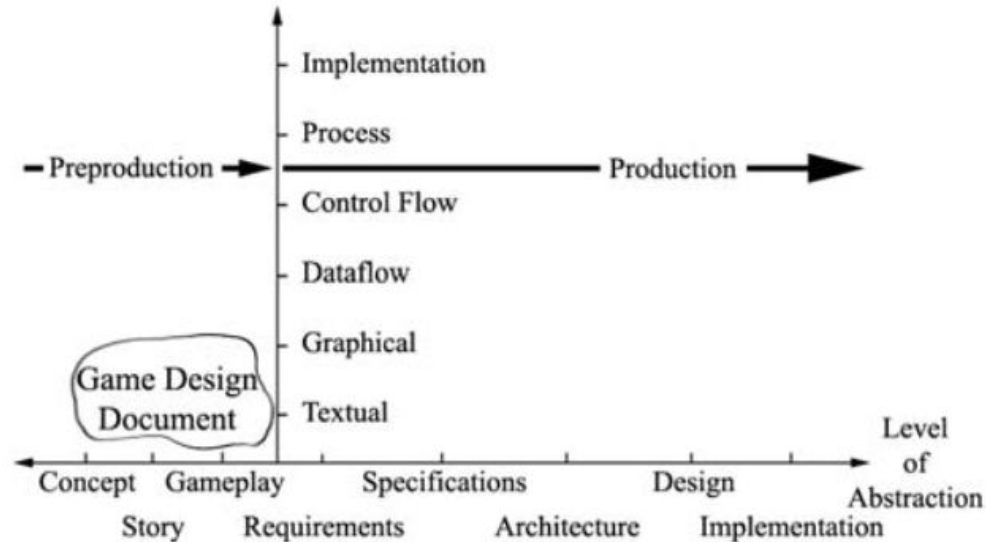 Implementation
Process
Preproduction
Production
Control Flow
Dataflow
Graphical
Game Design
Document
Textual
Level
of
Abstraction
Concept Gameplay Specifications Design
Story Requirements Architecture Implementation